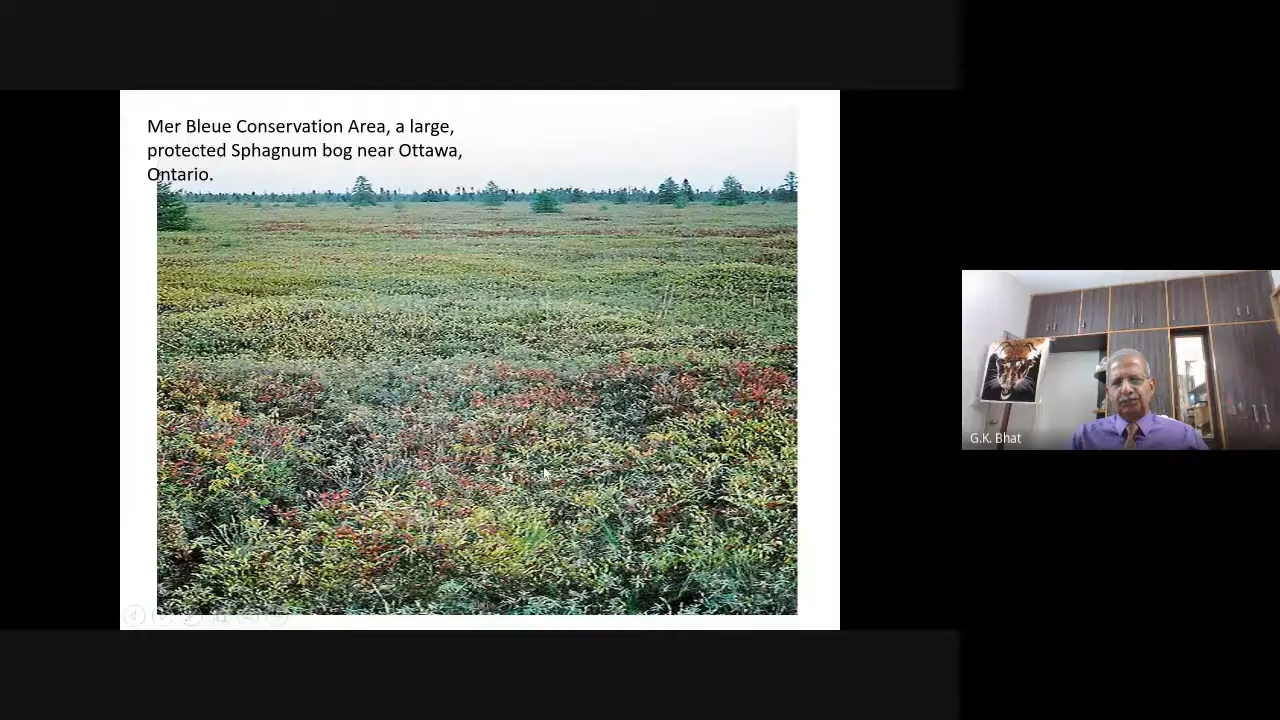 Mer Bleue Conservation Area, a large,
protected Sphagnum bog near Ottawa,
Ontario.
G.K. Bhat